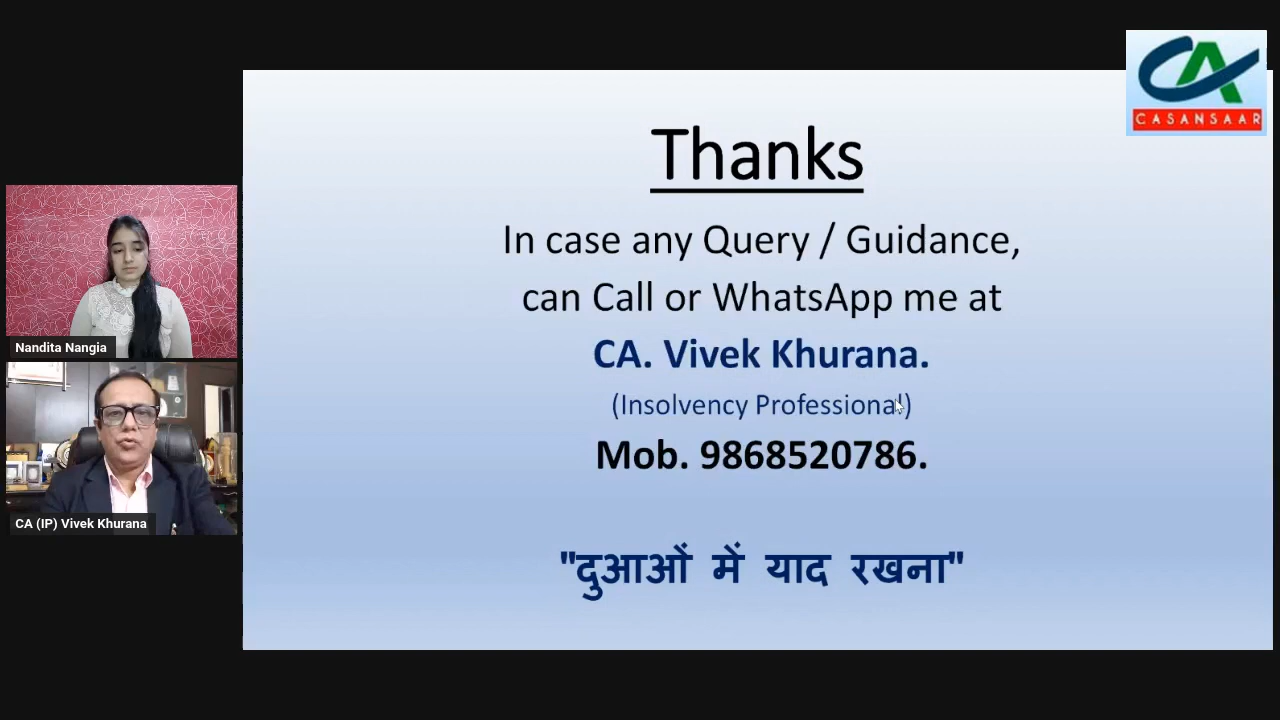 CASANSAAR
Thanks
In case any Query / Guidance,
can Call or WhatsApp me at
CA. Vivek Khurana.
(Insolvency Professional)
Mob. 9868520786.
"दुआओं में याद रखना"
Nandita Nangia
CA (IP) Vivek Khurana